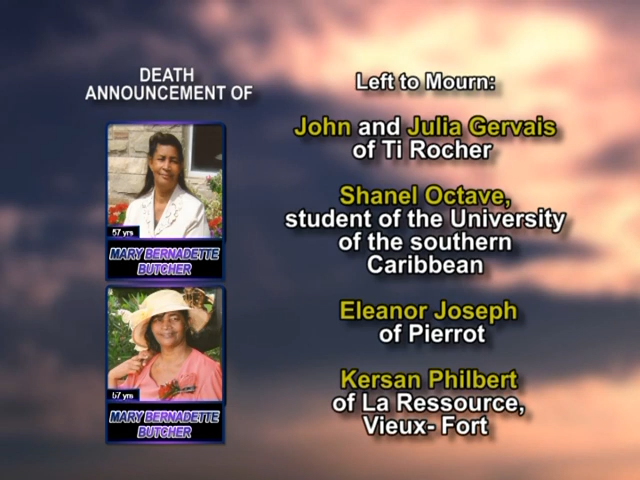 DEATH
ANNOUNCEMENT OF
57 yrs
MARY BERNADETTE
BUTCHER
57 yrs
MARY BERNADETTE
BUTCHER
Left to Mourn:
John and Julia Gervais
of Ti Rocher
Shanel Octave,
student of the University
of the southern
Caribbean
Eleanor Joseph
of Pierrot
Kersan Philbert
of La Ressource,
Vieux- Fort